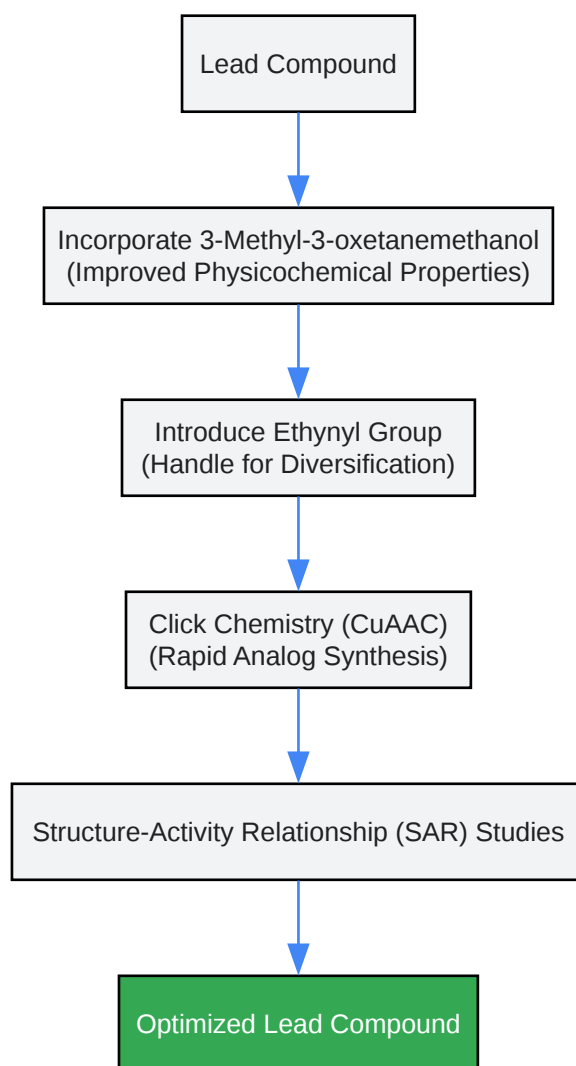 Lead Compound
Incorporate 3-Methyl-3-oxetanemethanol
(Improved Physicochemical Properties)
Introduce Ethynyl Group
(Handle for Diversification)
Click Chemistry (CuAAC)
(Rapid Analog Synthesis)
Structure-Activity Relationship (SAR) Studies
Optimized Lead Compound